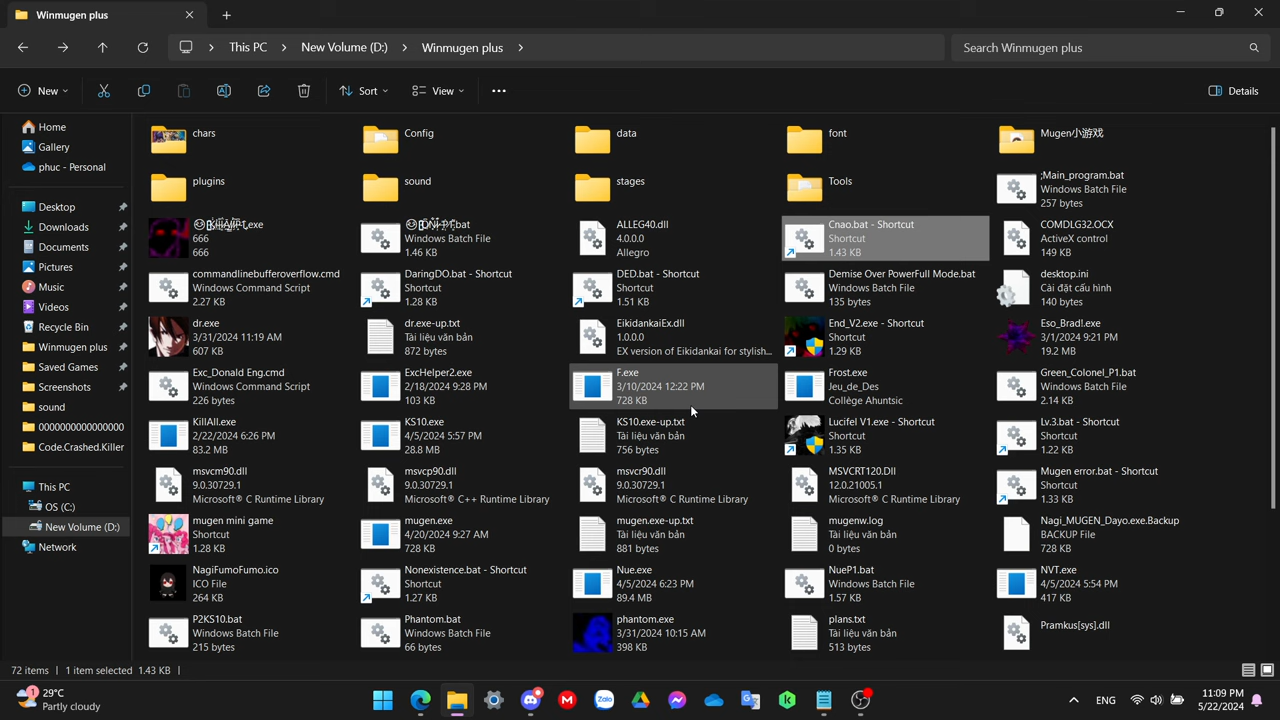 Winmugen plus
This PC
New Volume (D:)
Winmugen plus
Search Winmugen plus
New
Sort
View
Details
Home
Gallery
phuc - Personal
Desktop
Downloads
Documents
Pictures
Music
Videos
Recycle Bin
Winmugen plus
Saved Games
Screenshots
sound
Code.Crashed.Killer
This PC
OS (C:)
New Volume (D:)
Network
chars
Config
data
font
Mugen小游戏
plugins
sound
stages
Tools
;Main_program.bat
Windows Batch File
257 bytes
.exe
666
666
.bat
Windows Batch File
1.46 KB
ALLEG40.dll
4.0.0.0
Allegro
Cnao.bat - Shortcut
Shortcut
1.43 KB
COMDLG32.OCX
ActiveX control
149 KB
commandlinebufferoverflow.cmd
Windows Command Script
2.27 KB
DaringDO.bat - Shortcut
Shortcut
1.28 KB
DED.bat - Shortcut
Shortcut
1.51 KB
Demise Over PowerFull Mode.bat
Windows Batch File
135 bytes
desktop.ini
Cài đặt cấu hình
140 bytes
dr.exe
3/31/2024 11:19 AM
607 KB
dr.exe-up.txt
Tài liệu văn bản
872 bytes
EikidankaiEx.dll
1.0.0.0
EX version of Eikidankai for stylish...
End_V2.exe - Shortcut
Shortcut
1.29 KB
Eso_Bradl.exe
3/1/2024 9:21 PM
19.2 MB
Exc_Donald Eng.cmd
Windows Command Script
226 bytes
ExcHelper2.exe
2/18/2024 9:28 PM
103 KB
F.exe
3/10/2024 12:22 PM
728 KB
Frost.exe
Jeu_de_Des
Collège Ahuntsic
Green_Colonel_P1.bat
Windows Batch File
2.14 KB
KillAll.exe
2/22/2024 6:26 PM
83.2 MB
KS10.exe
4/5/2024 5:57 PM
28.8 MB
KS10.exe-up.txt
Tài liệu văn bản
756 bytes
Lucifel V1.exe - Shortcut
Shortcut
1.35 KB
Lv.3.bat - Shortcut
Shortcut
1.22 KB
msvcm90.dll
9.0.30729.1
Microsoft® C Runtime Library
msvcp90.dll
9.0.30729.1
Microsoft® C++ Runtime Library
msvcr90.dll
9.0.30729.1
Microsoft® C Runtime Library
MSVCRT120.Dll
12.0.21005.1
Microsoft® C Runtime Library
Mugen error.bat - Shortcut
Shortcut
1.33 KB
mugen mini game
Shortcut
1.28 KB
mugen.exe
4/20/2024 9:27 AM
728 KB
mugen.exe-up.txt
Tài liệu văn bản
881 bytes
mugenw.log
Tài liệu văn bản
0 bytes
Nagi_MUGEN_Dayo.exe.Backup
BACKUP File
728 KB
NagiFumoFumo.ico
ICO File
264 KB
Nonexistence.bat - Shortcut
Shortcut
1.27 KB
Nue.exe
4/5/2024 6:23 PM
89.4 MB
NueP1.bat
Windows Batch File
1.57 KB
NVT.exe
4/5/2024 5:54 PM
417 KB
P2KS10.bat
Windows Batch File
215 bytes
Phantom.bat
Windows Batch File
66 bytes
phantom.exe
3/31/2024 10:15 AM
398 KB
plans.txt
Tài liệu văn bản
513 bytes
Pramkus[sys].dll
72 items
1 item selected 1.43 KB
1
29°C
Partly cloudy
Zalo
ENG
11:09 PM
5/22/2024